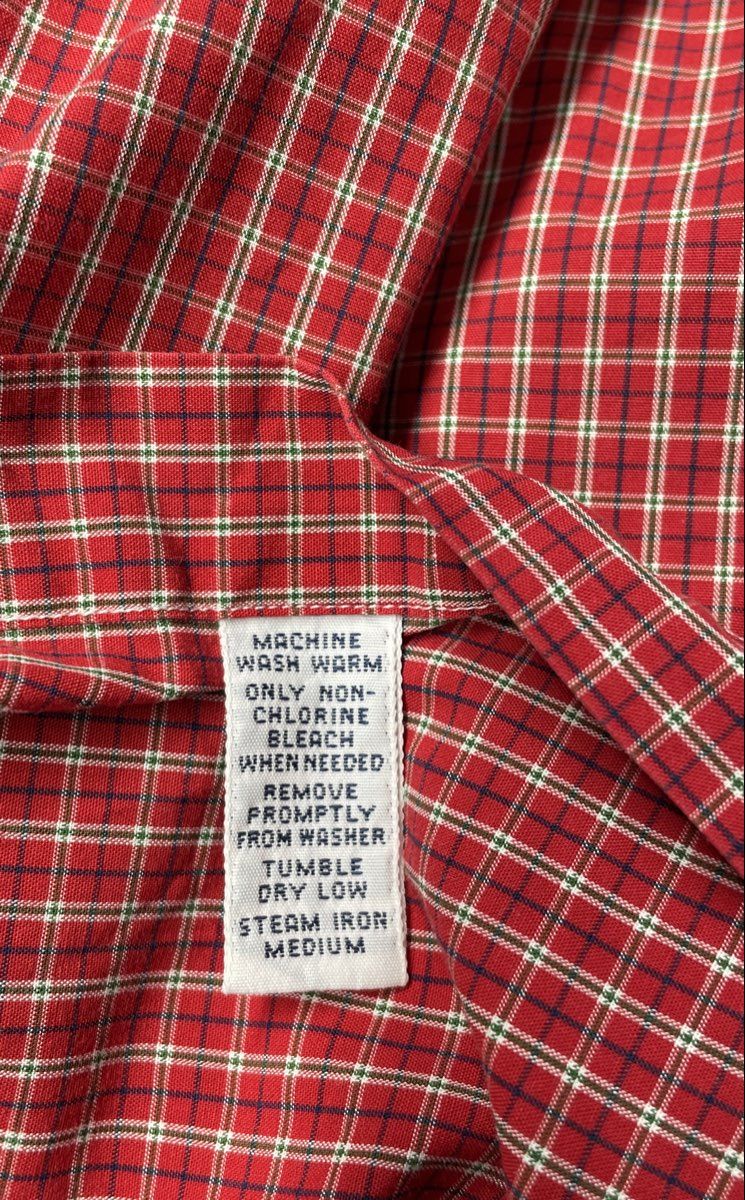 MACHINE
WASH WARM
ONLY NON-
CHLORINE
BLEACH
WHEN NEEDED
REMOVE
PROMPTLY
FROM WASHER
TUMBLE
DRY LOW
STEAM IRON
MEDIUM